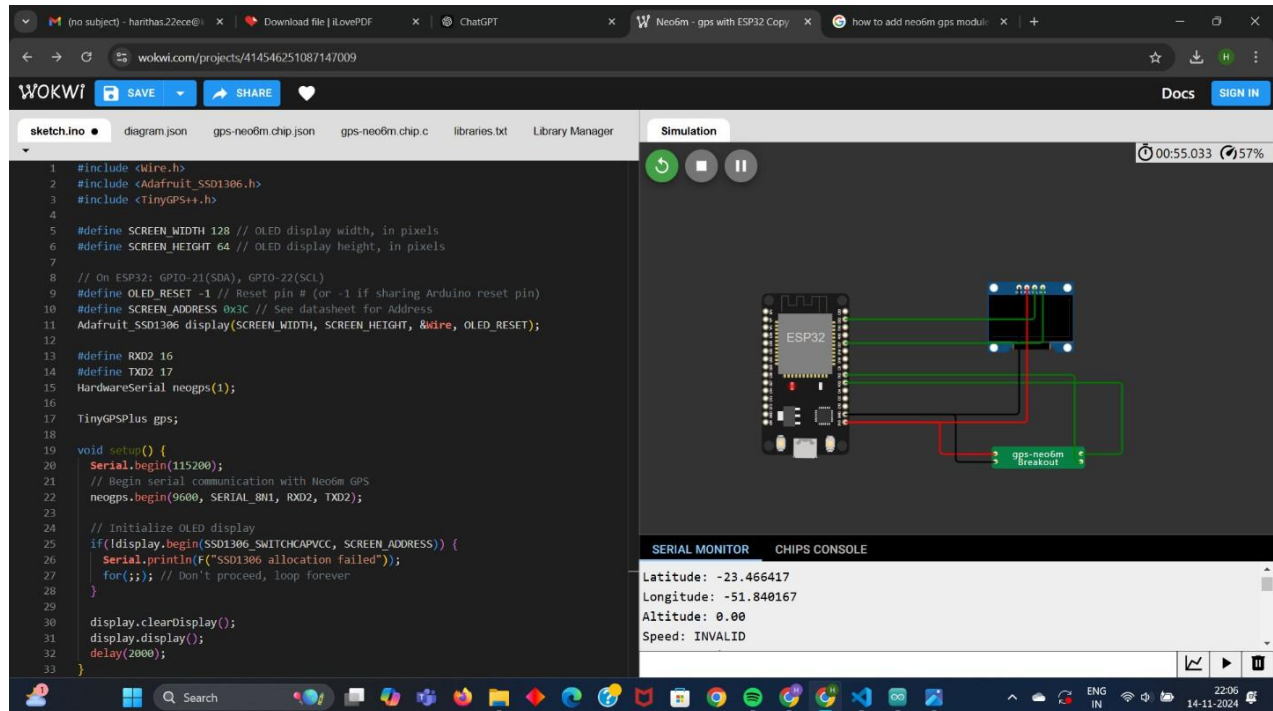 (no subject) - harithas.22ece@
Download file | iLovePDF
ChatGPT
Neo6m - gps with ESP32 Copy
how to add neo6m gps module
wokwi.com/projects/414546251087147009
H
WOKWi
SAVE
SHARE
Docs
SIGN IN
sketch.ino ●
diagram.json
gps-neo6m.chip.json
gps-neo6m.chip.c
libraries.txt
Library Manager
Simulation
00:55.033
57%
1 #include <Wire.h>
2 #include <Adafruit_SSD1306.h>
3 #include <TinyGPS++.h>
4
5 #define SCREEN_WIDTH 128 // OLED display width, in pixels
6 #define SCREEN_HEIGHT 64 // OLED display height, in pixels
7
8 // On ESP32: GPIO-21(SDA), GPIO-22(SCL)
9 #define OLED_RESET -1 // Reset pin # (or -1 if sharing Arduino reset pin)
10 #define SCREEN_ADDRESS 0x3C // See datasheet for Address
11 Adafruit_SSD1306 display(SCREEN_WIDTH, SCREEN_HEIGHT, &Wire, OLED_RESET);
12
13 #define RXD2 16
14 #define TXD2 17
15 HardwareSerial neogps(1);
16
17 TinyGPSPlus gps;
18
19 void setup() {
20 Serial.begin(115200);
21 // Begin serial communication with Neo6m GPS
22 neogps.begin(9600, SERIAL_8N1, RXD2, TXD2);
23
24 // Initialize OLED display
25 if(!display.begin(SSD1306_SWITCHCAPVCC, SCREEN_ADDRESS)) {
26 Serial.println(F("SSD1306 allocation failed"));
27 for(;;); // Don't proceed, loop forever
28 }
29
30 display.clearDisplay();
31 display.display();
32 delay(2000);
33 }
ESP32
gps-neo6m
Breakout
SERIAL MONITOR
CHIPS CONSOLE
Latitude: -23.466417
Longitude: -51.840167
Altitude: 0.00
Speed: INVALID
Search
ENG
IN
22:06
14-11-2024